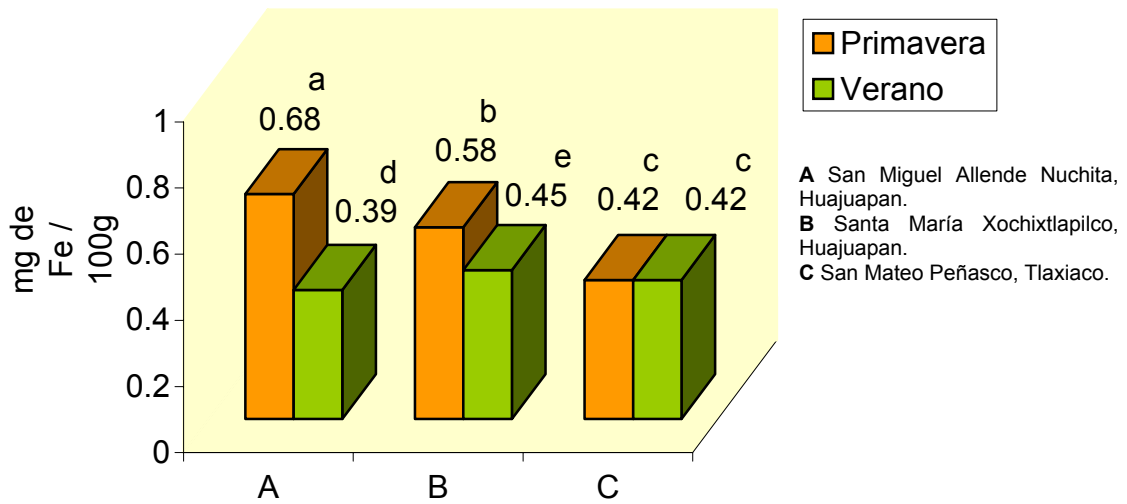 mg de
Fe /
100g
1
0.8
0.6
0.4
0.2
0
a
0.68
d
0.39
b
0.58
e
0.45
c
0.42
c
0.42
A
B
C
Primavera
Verano
A San Miguel Allende Nuchita,
Huajuapan.
B Santa María Xochixtlapilco,
Huajuapan.
C San Mateo Peñasco, Tlaxiaco.